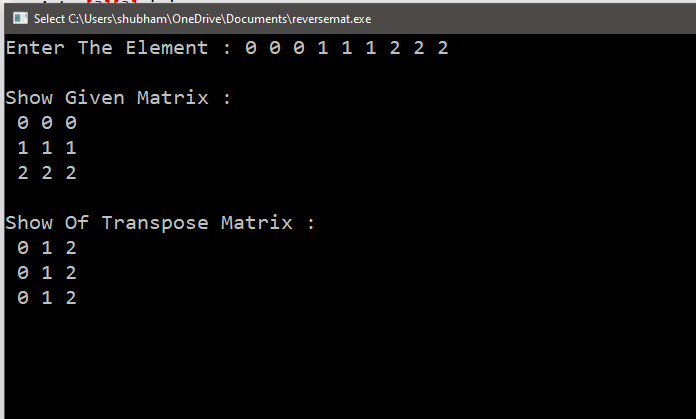 Select C:\Users\shubham\OneDrive\Documents\reversemat.exe
Enter The Element : 0 0 0 1 1 1 2 2 2
Show Given Matrix :
0 0 0
1 1 1
2 2 2
Show Of Transpose Matrix :
0 1 2
0 1 2
0 1 2